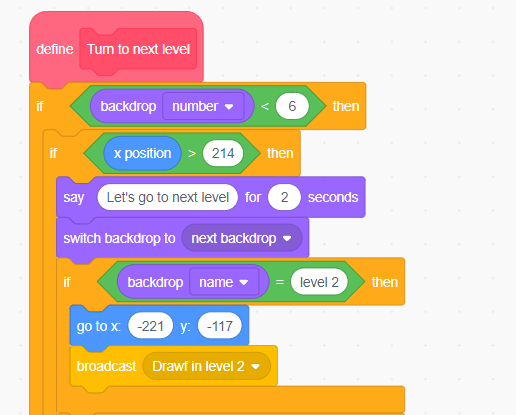 define Turn to next level
if backdrop number < 6 then
if x position > 214 then
say Let's go to next level for 2 seconds
switch backdrop to next backdrop
if backdrop name = level 2 then
go to x: -221 y: -117
broadcast Drawf in level 2